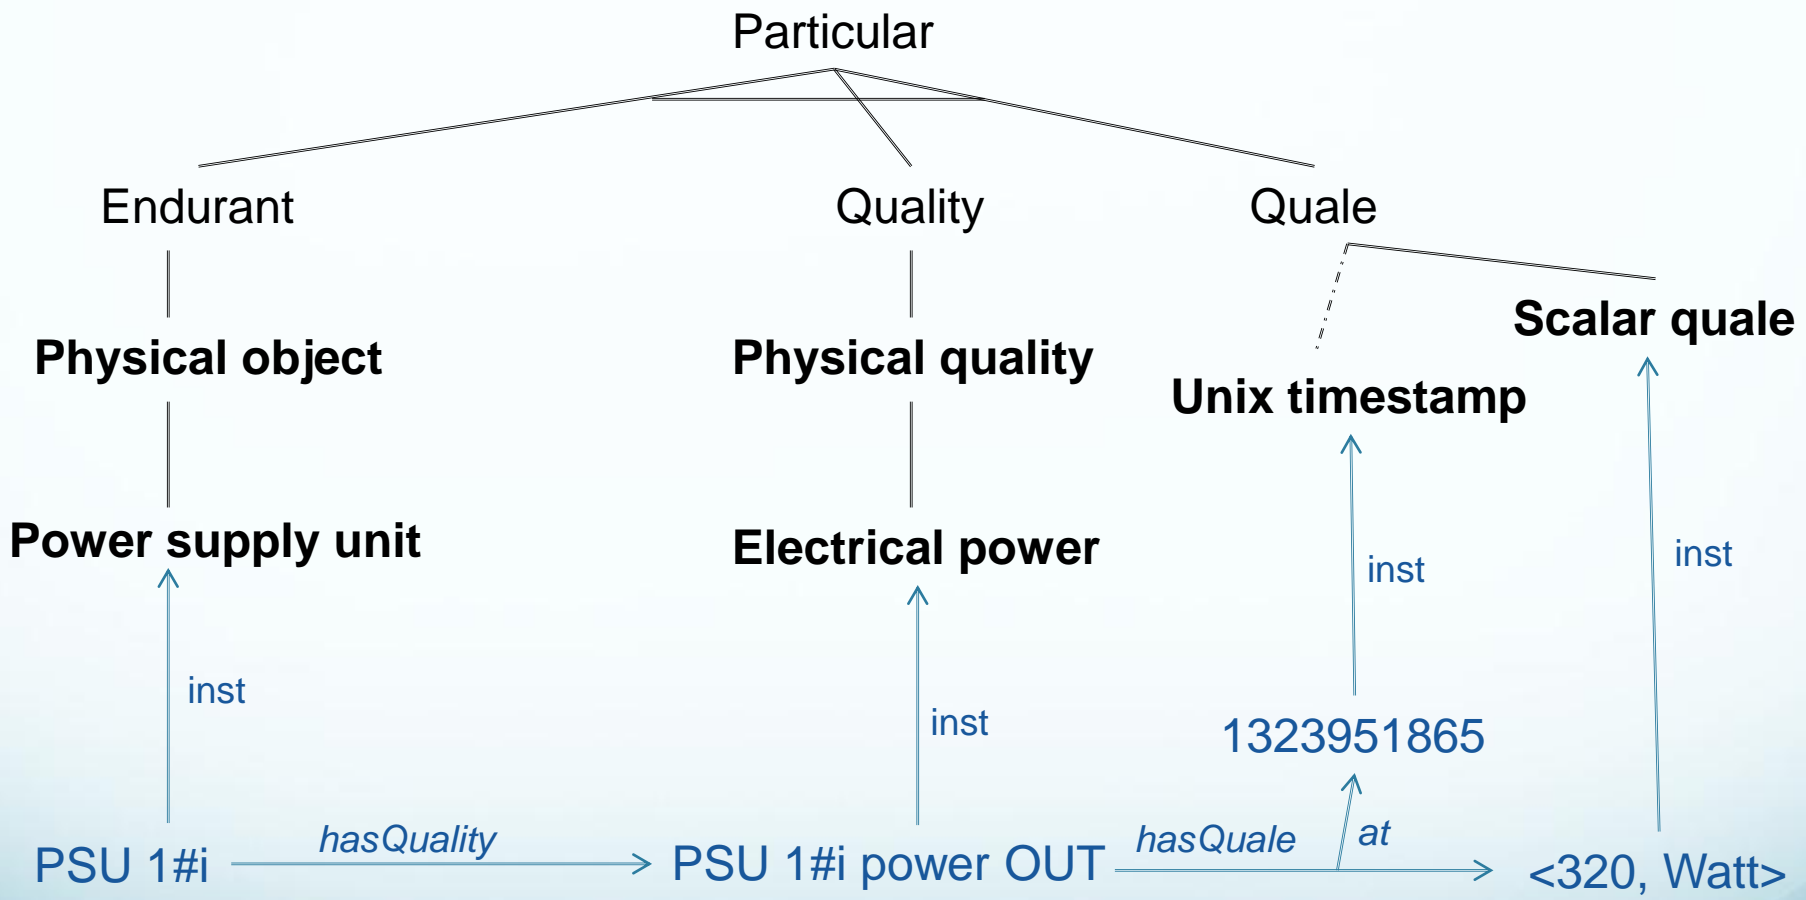 Particular
Endurant
Quality
Quale
Scalar quale
Physical object
Physical quality
Unix timestamp
Power supply unit
Electrical power
inst
inst
inst
inst
1323951865
hasQuality
hasQuale
at
PSU 1#i
PSU 1#i power OUT
<320, Watt>